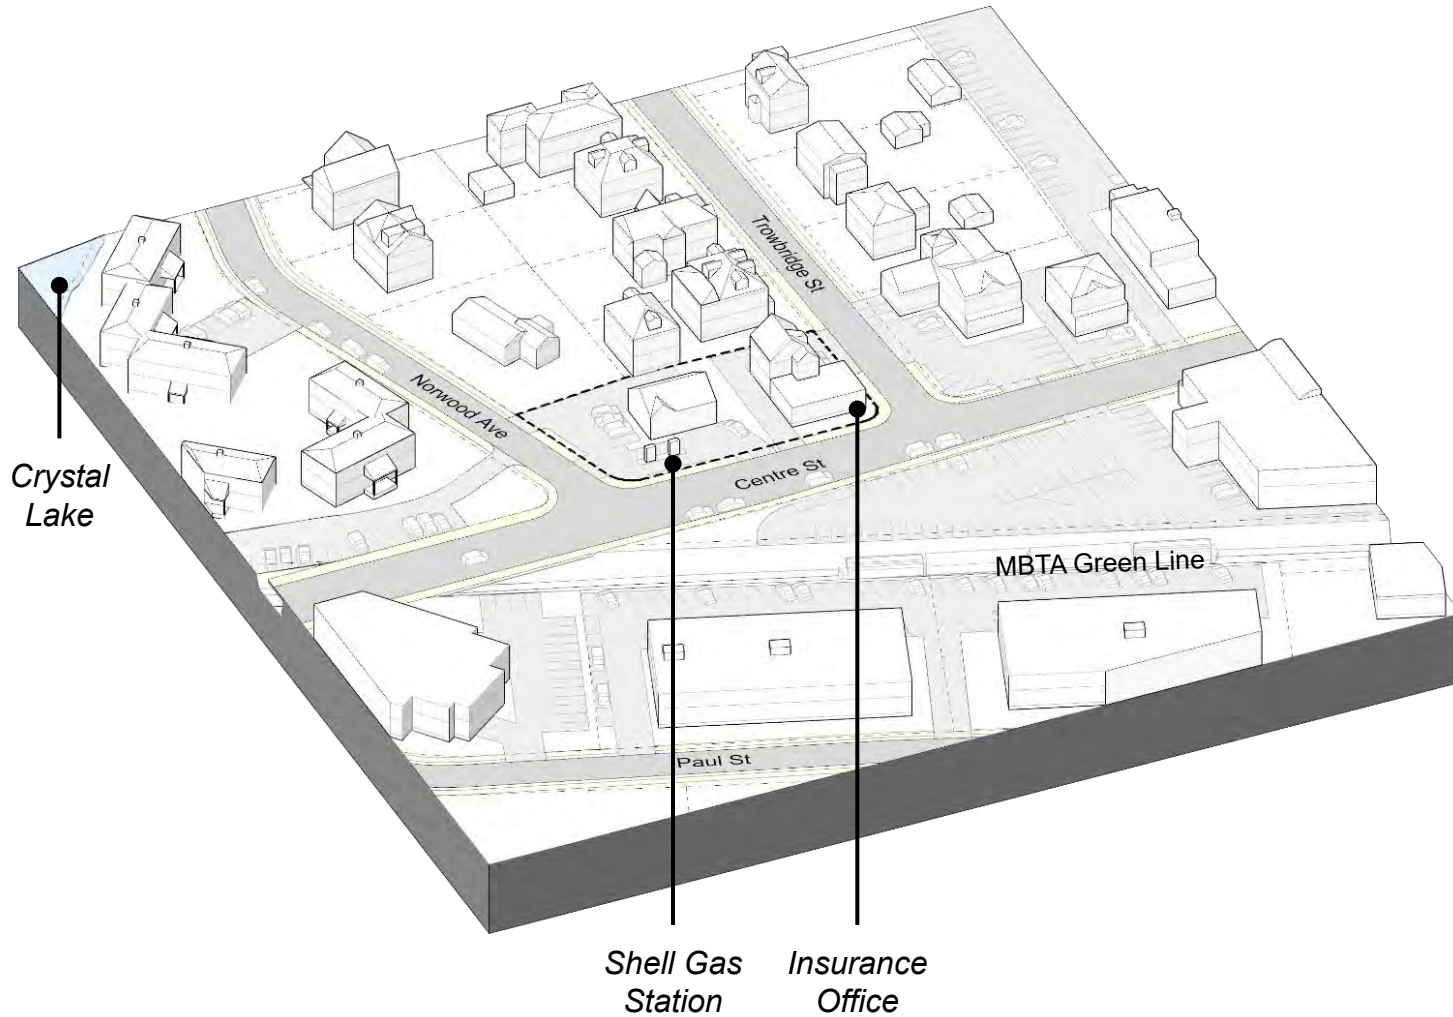 Trowbridge St
Norwood Ave
Centre St
Crystal
Lake
MBTA Green Line
Paul St
Shell Gas
Station
Insurance
Office